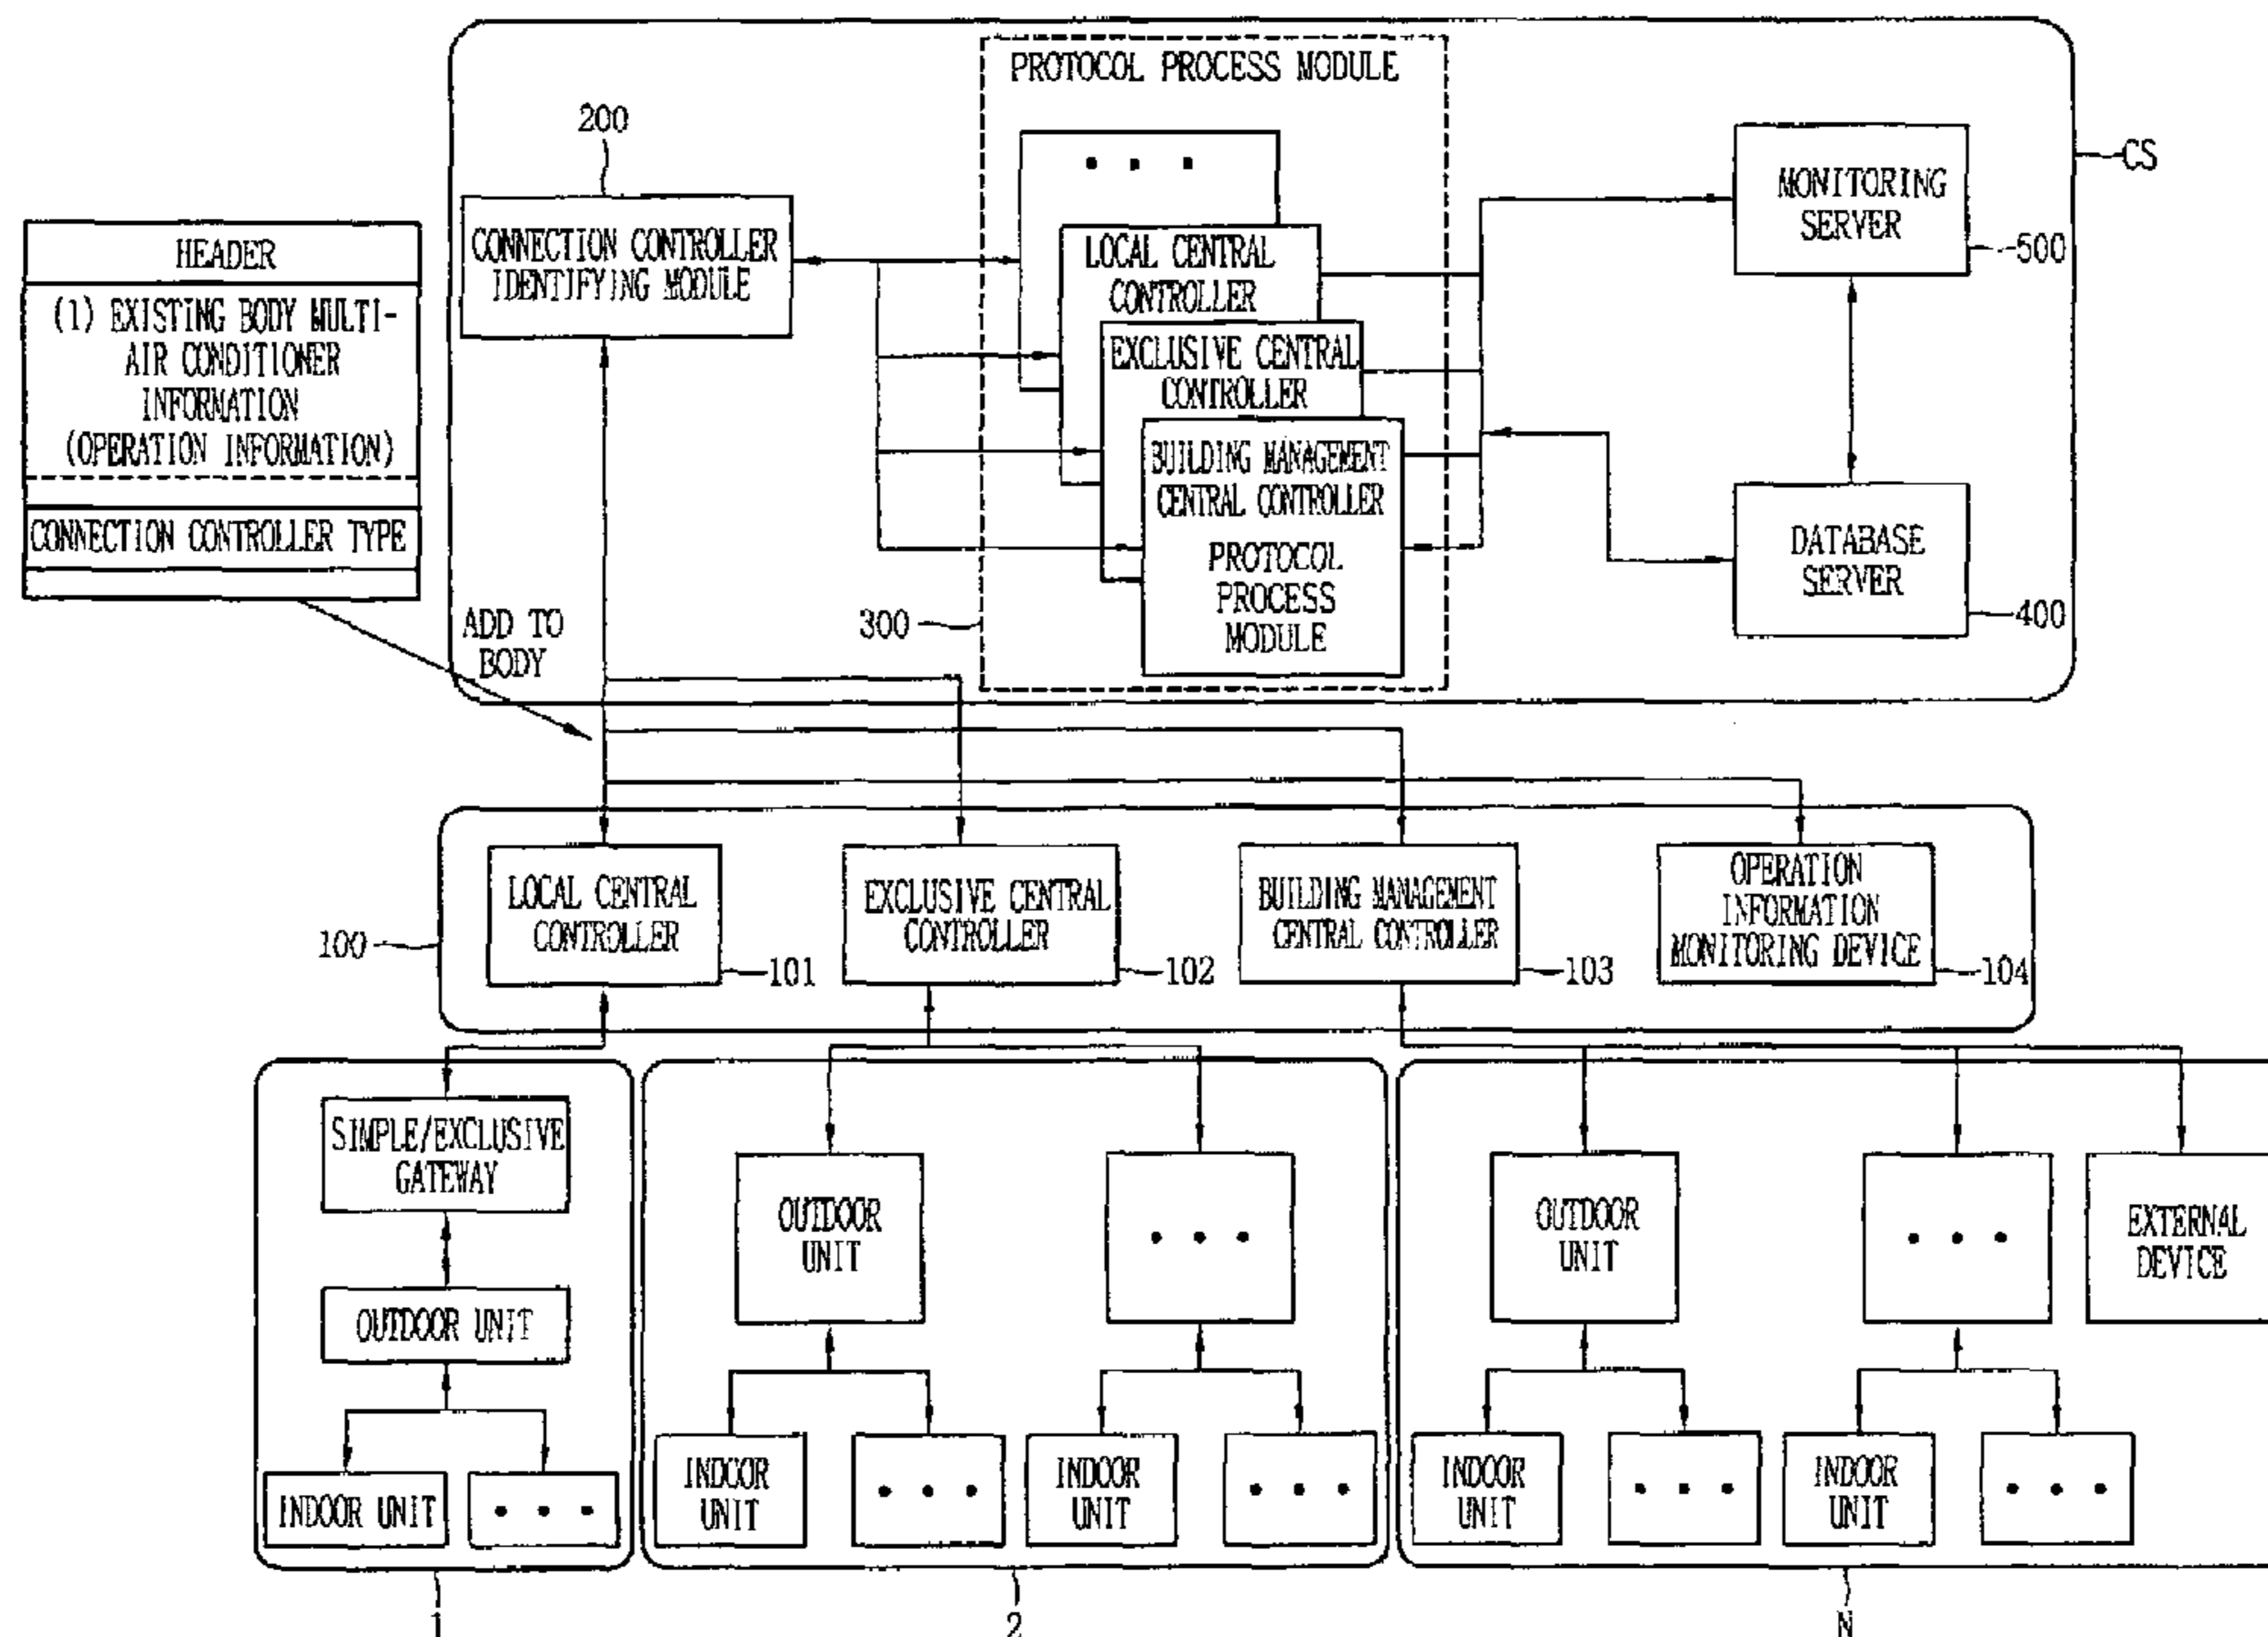 PROTOCOL PROCESS MODULE
200
• • •
CS
MONITORING
SERVER
500
CONNECTION CONTROLLER
IDENTIFYING MODULE
LOCAL CENTRAL
CONTROLLER
EXCLUSIVE CENTRAL
CONTROLLER
BUILDING MANAGEMENT
CENTRAL CONTROLLER
PROTOCOL
PROCESS
MODULE
300
DATABASE
SERVER
400
HEADER
(1) EXISTING BODY MULTI-
AIR CONDITIONER
INFORMATION
(OPERATION INFORMATION)
CONNECTION CONTROLLER TYPE
ADD TO
BODY
100
LOCAL CENTRAL
CONTROLLER
101
EXCLUSIVE CENTRAL
CONTROLLER
102
BUILDING MANAGEMENT
CENTRAL CONTROLLER
103
OPERATION
INFORMATION
MONITORING DEVICE
104
SIMPLE/EXCLUSIVE
GATEWAY
OUTDOOR UNIT
INDOOR UNIT
• • •
1
OUTDOOR
UNIT
• • •
INDOOR
UNIT
• • •
INDOOR
UNIT
• • •
2
OUTDOOR
UNIT
• • •
EXTERNAL
DEVICE
INDOOR
UNIT
• • •
INDOOR
UNIT
• • •
N